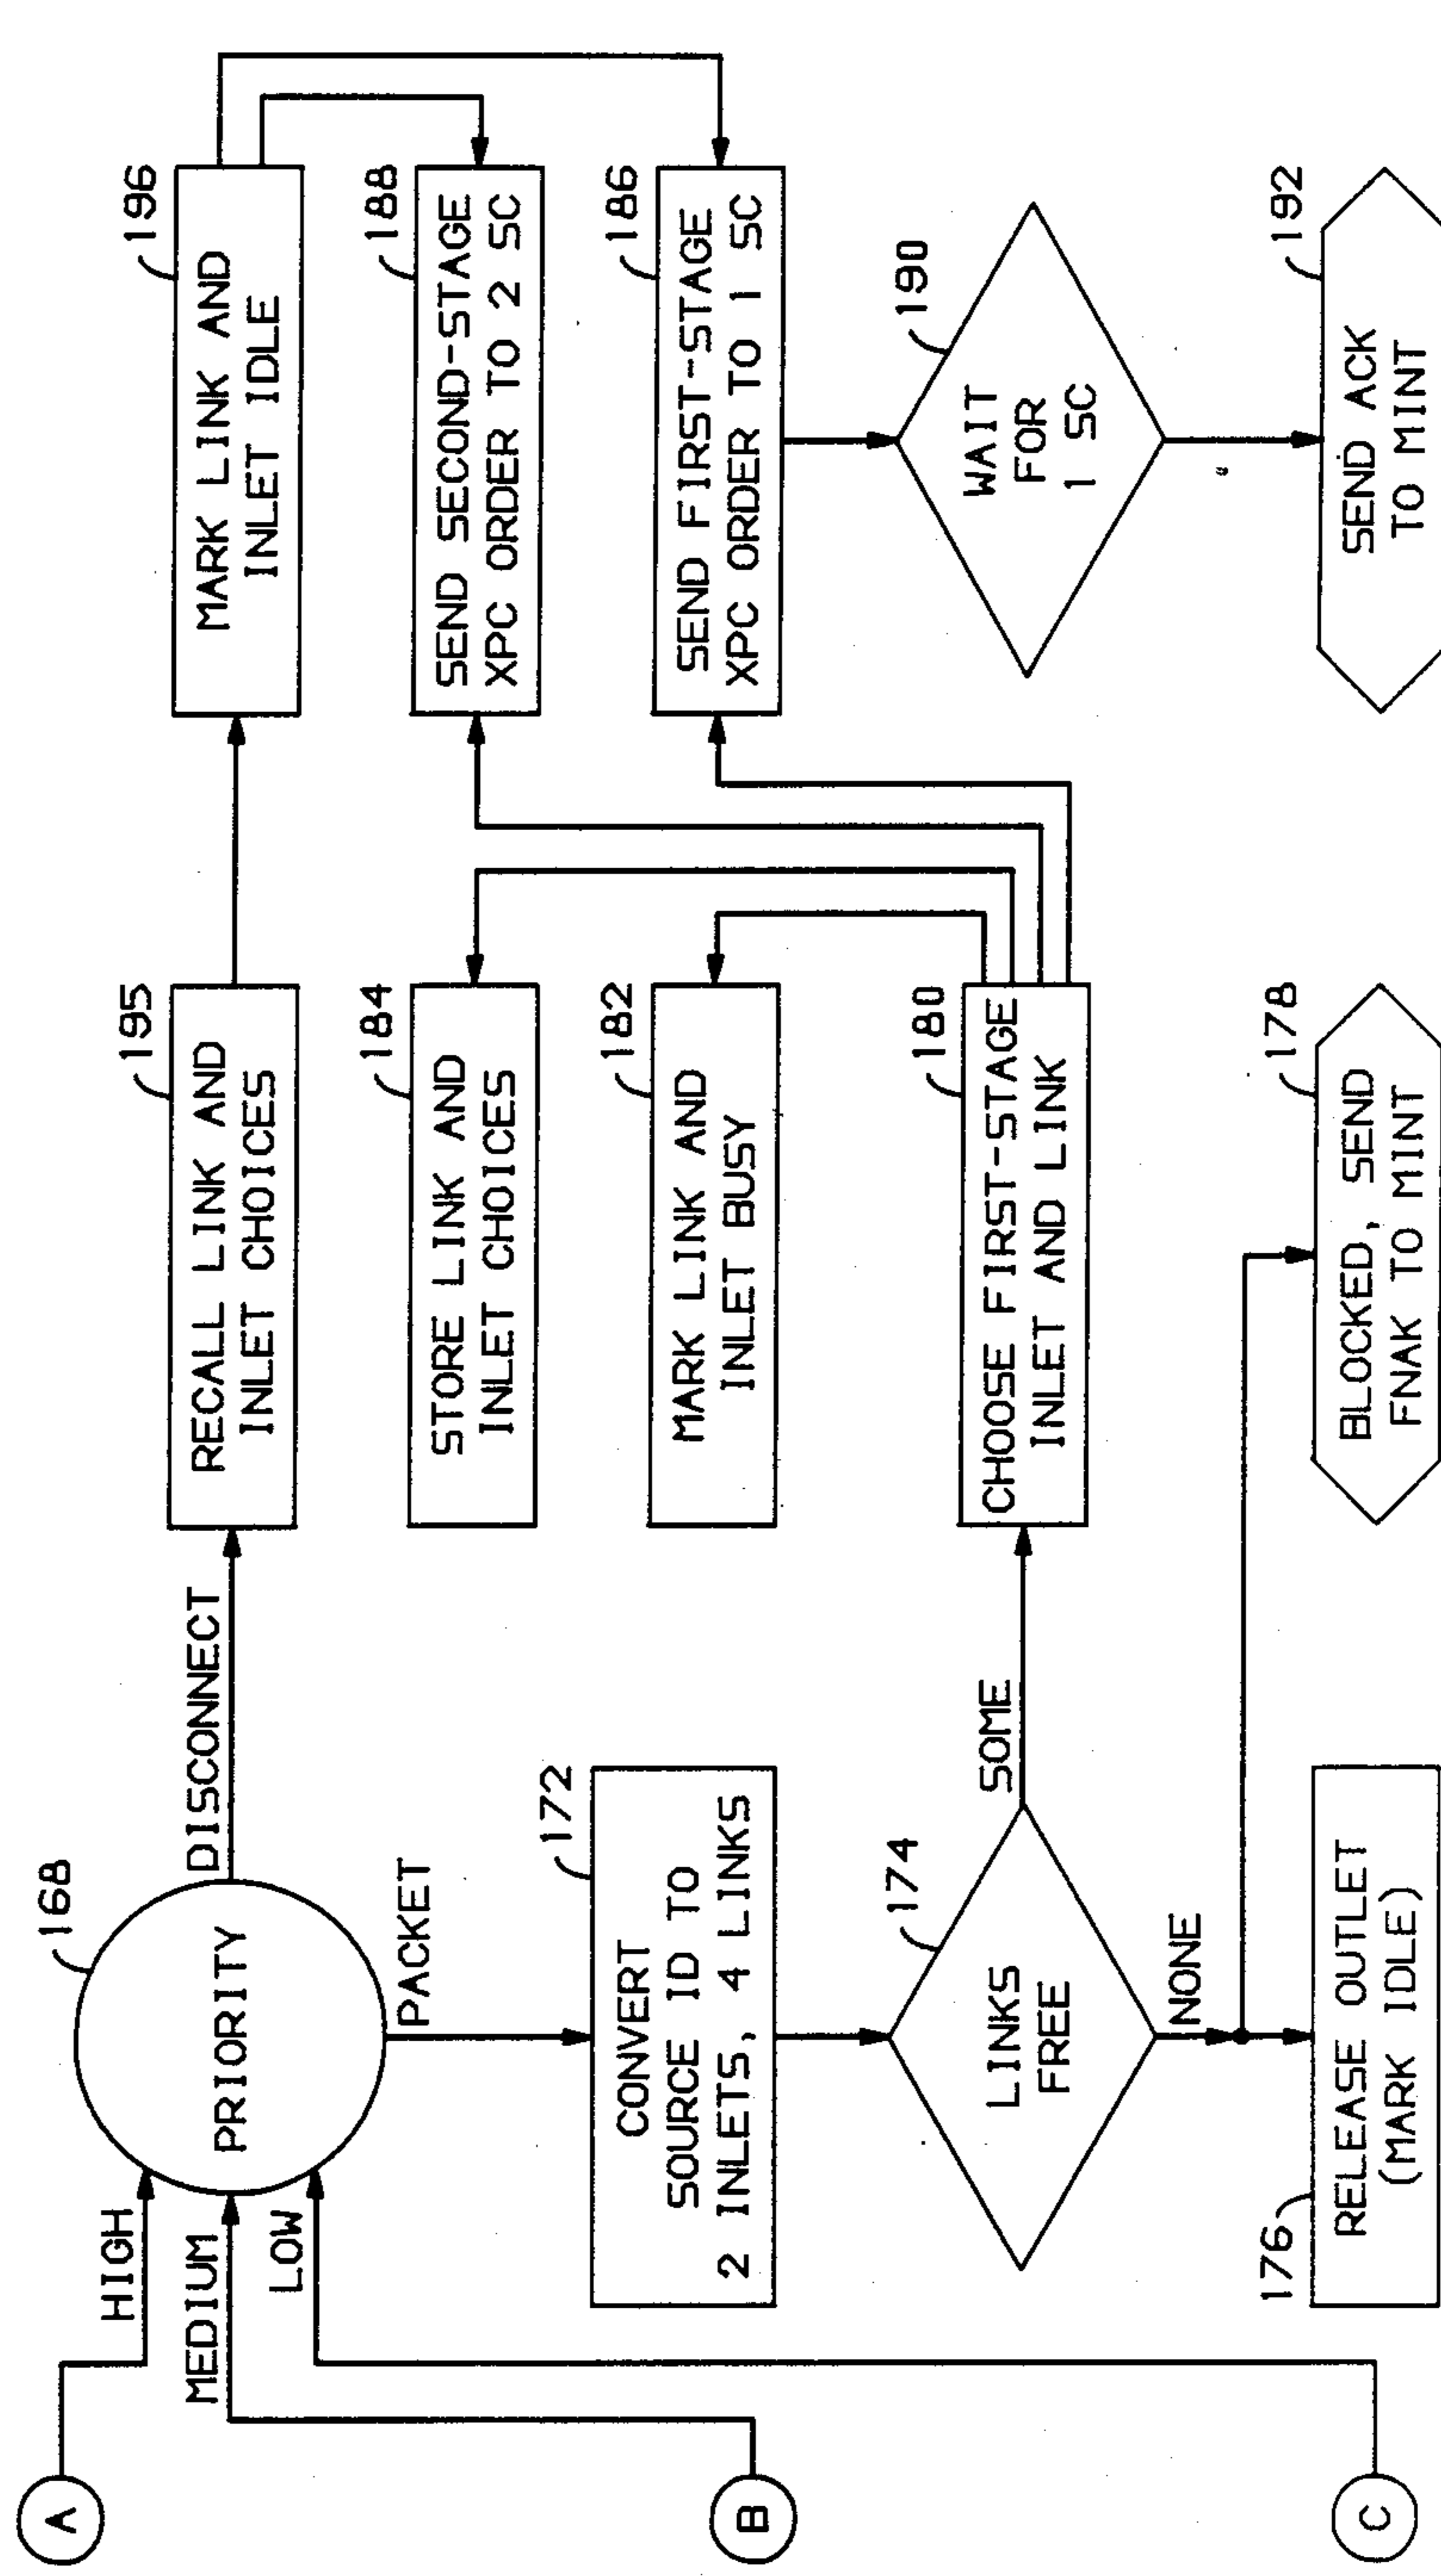 A
HIGH
168
PRIORITY
DISCONNECT
195
RECALL LINK AND
INLET CHOICES
196
MARK LINK AND
INLET IDLE
MEDIUM
LOW
PACKET
184
STORE LINK AND
INLET CHOICES
188
SEND SECOND-STAGE
XPC ORDER TO 2 SC
172
CONVERT
SOURCE ID TO
2 INLETS, 4 LINKS
182
MARK LINK AND
INLET BUSY
186
SEND FIRST-STAGE
XPC ORDER TO 1 SC
B
174
LINKS
FREE
SOME
180
CHOOSE FIRST-STAGE
INLET AND LINK
190
WAIT
FOR
1 SC
NONE
176
RELEASE OUTLET
(MARK IDLE)
178
BLOCKED, SEND
FNAK TO MINT
192
SEND ACK
TO MINT
C